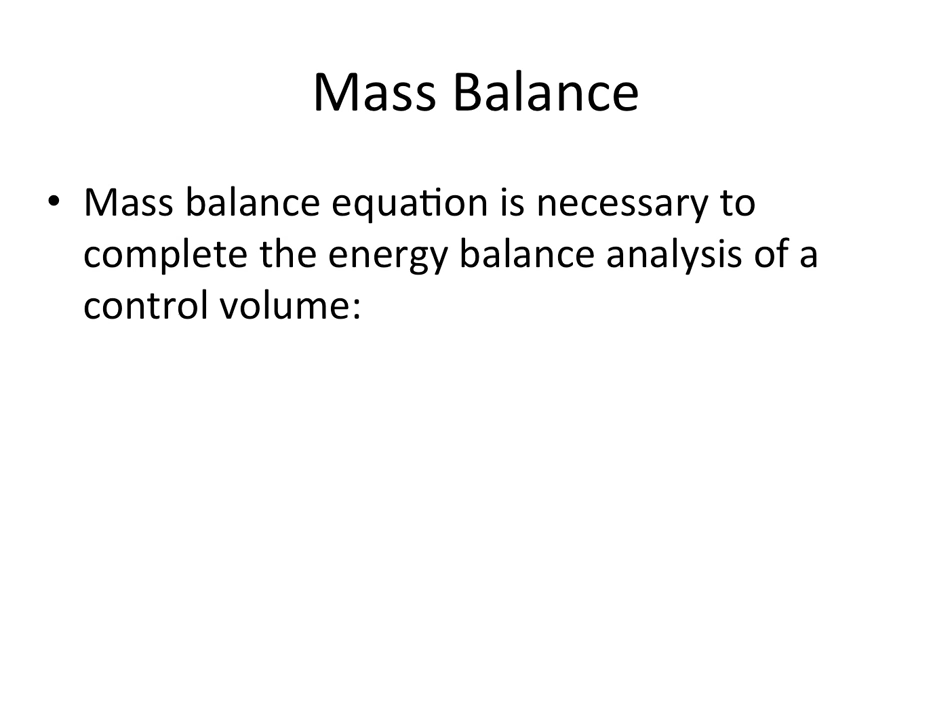 Mass Balance
• Mass balance equation is necessary to
complete the energy balance analysis of a
control volume: